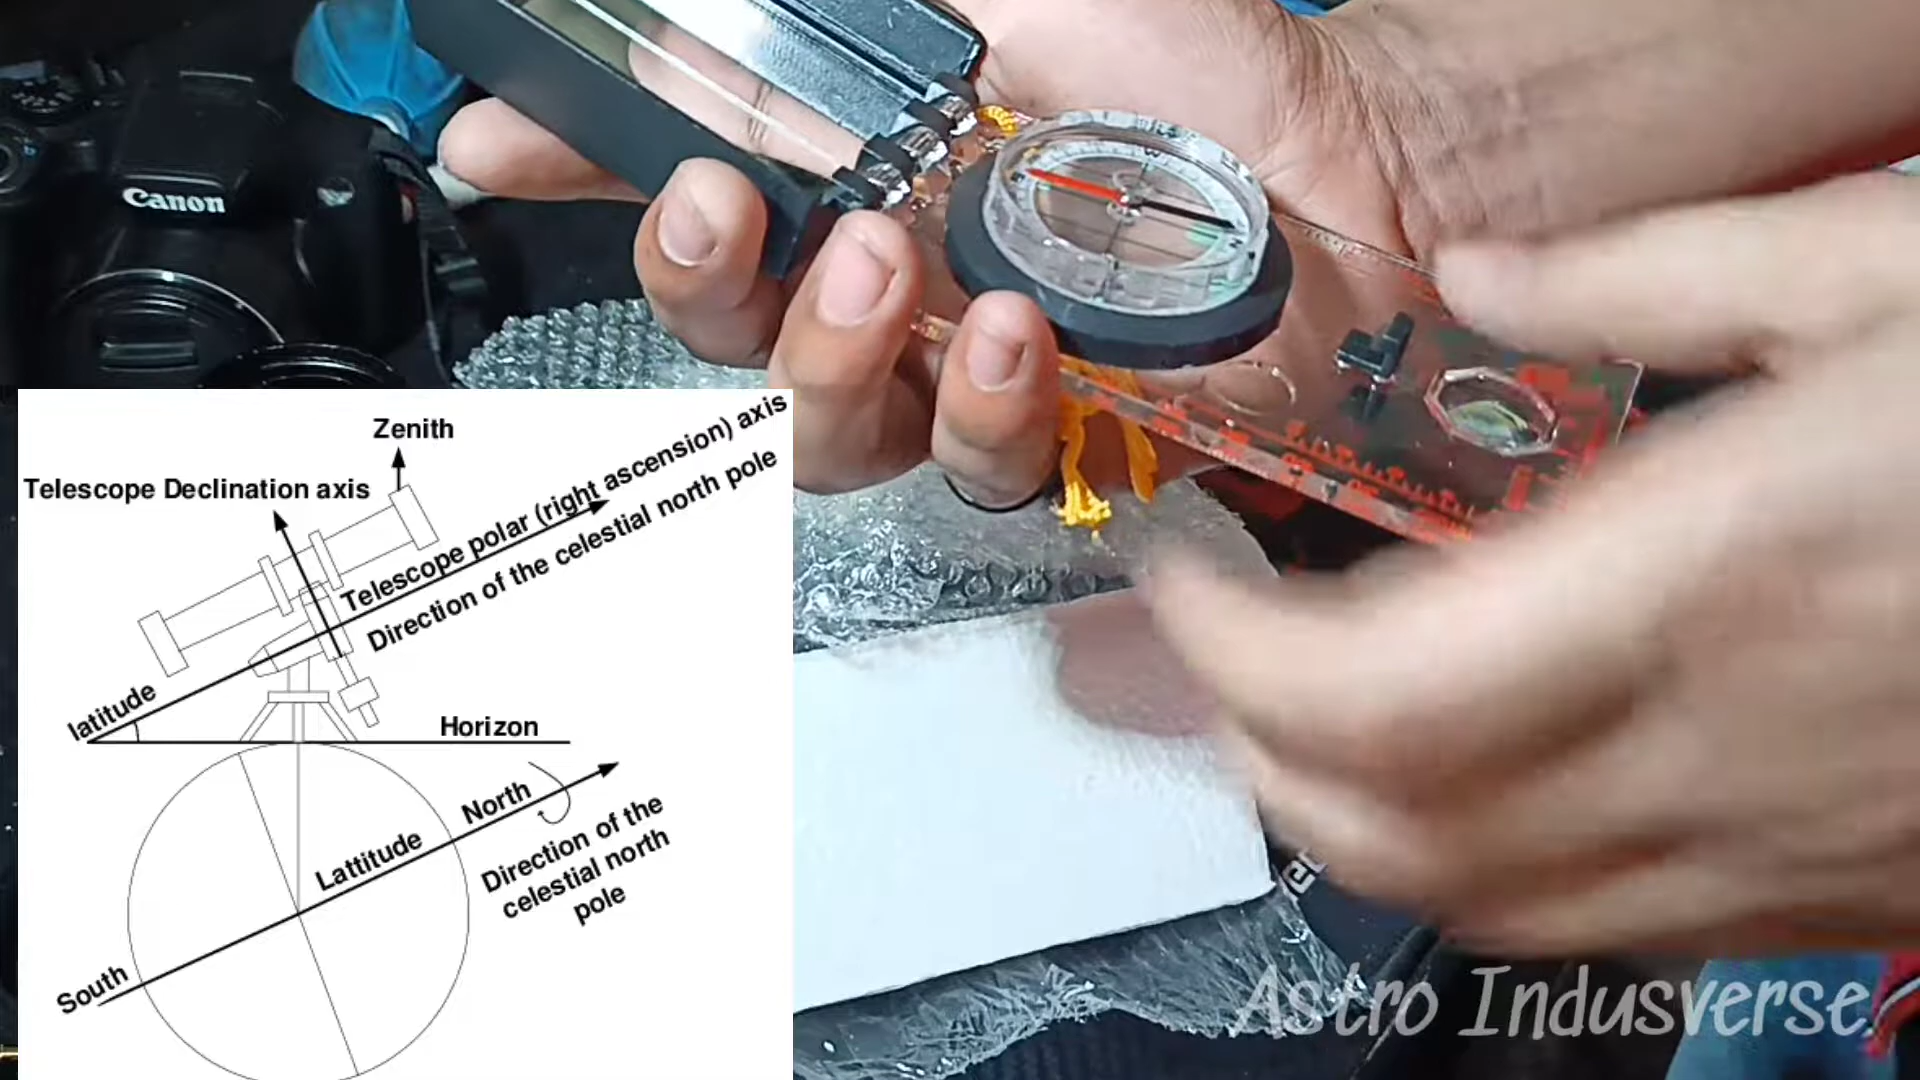 Canon
Zenith
Telescope Declination axis
Telescope polar (right ascension) axis
Direction of the celestial north pole
latitude
Horizon
North
Lattitude
Direction of the
celestial north
pole
South
Astro Indusverse